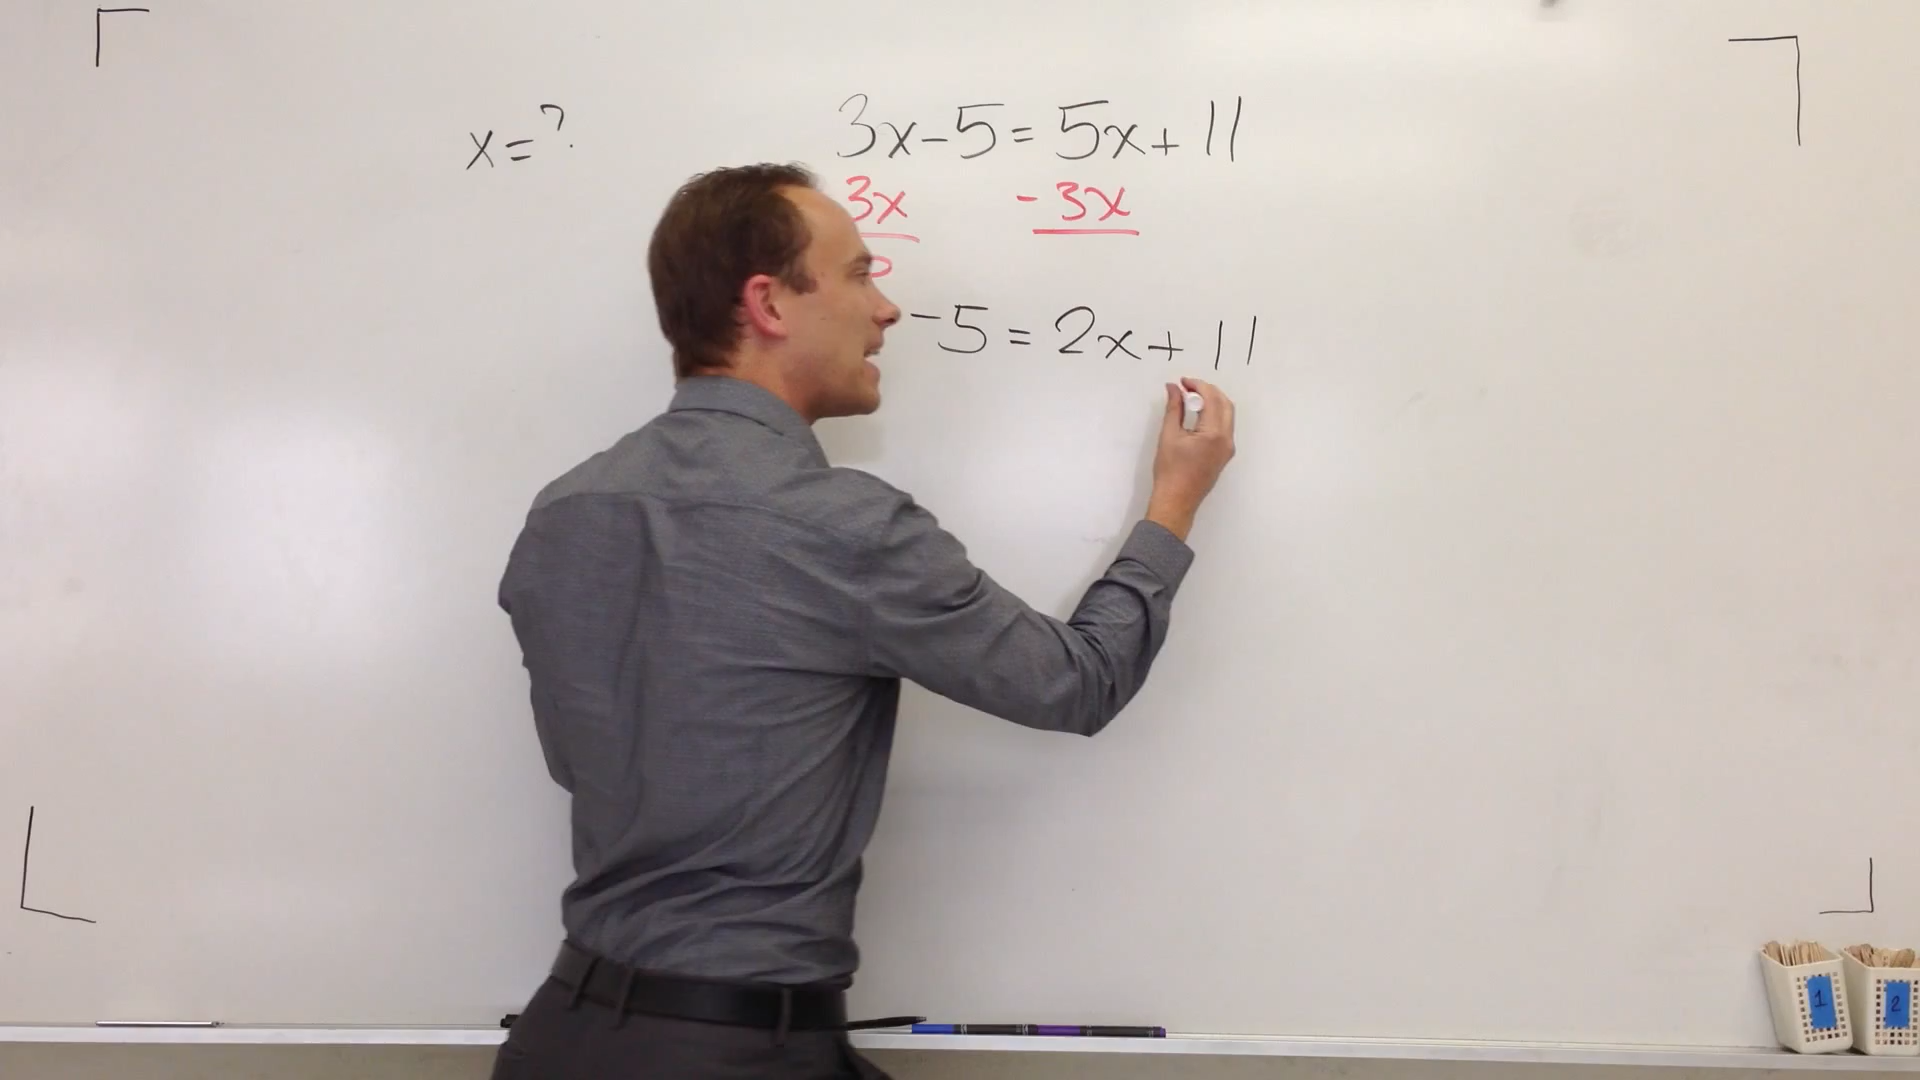 x=?
3x-5=5x+11
3x -3x
-5=2x+11
1
2